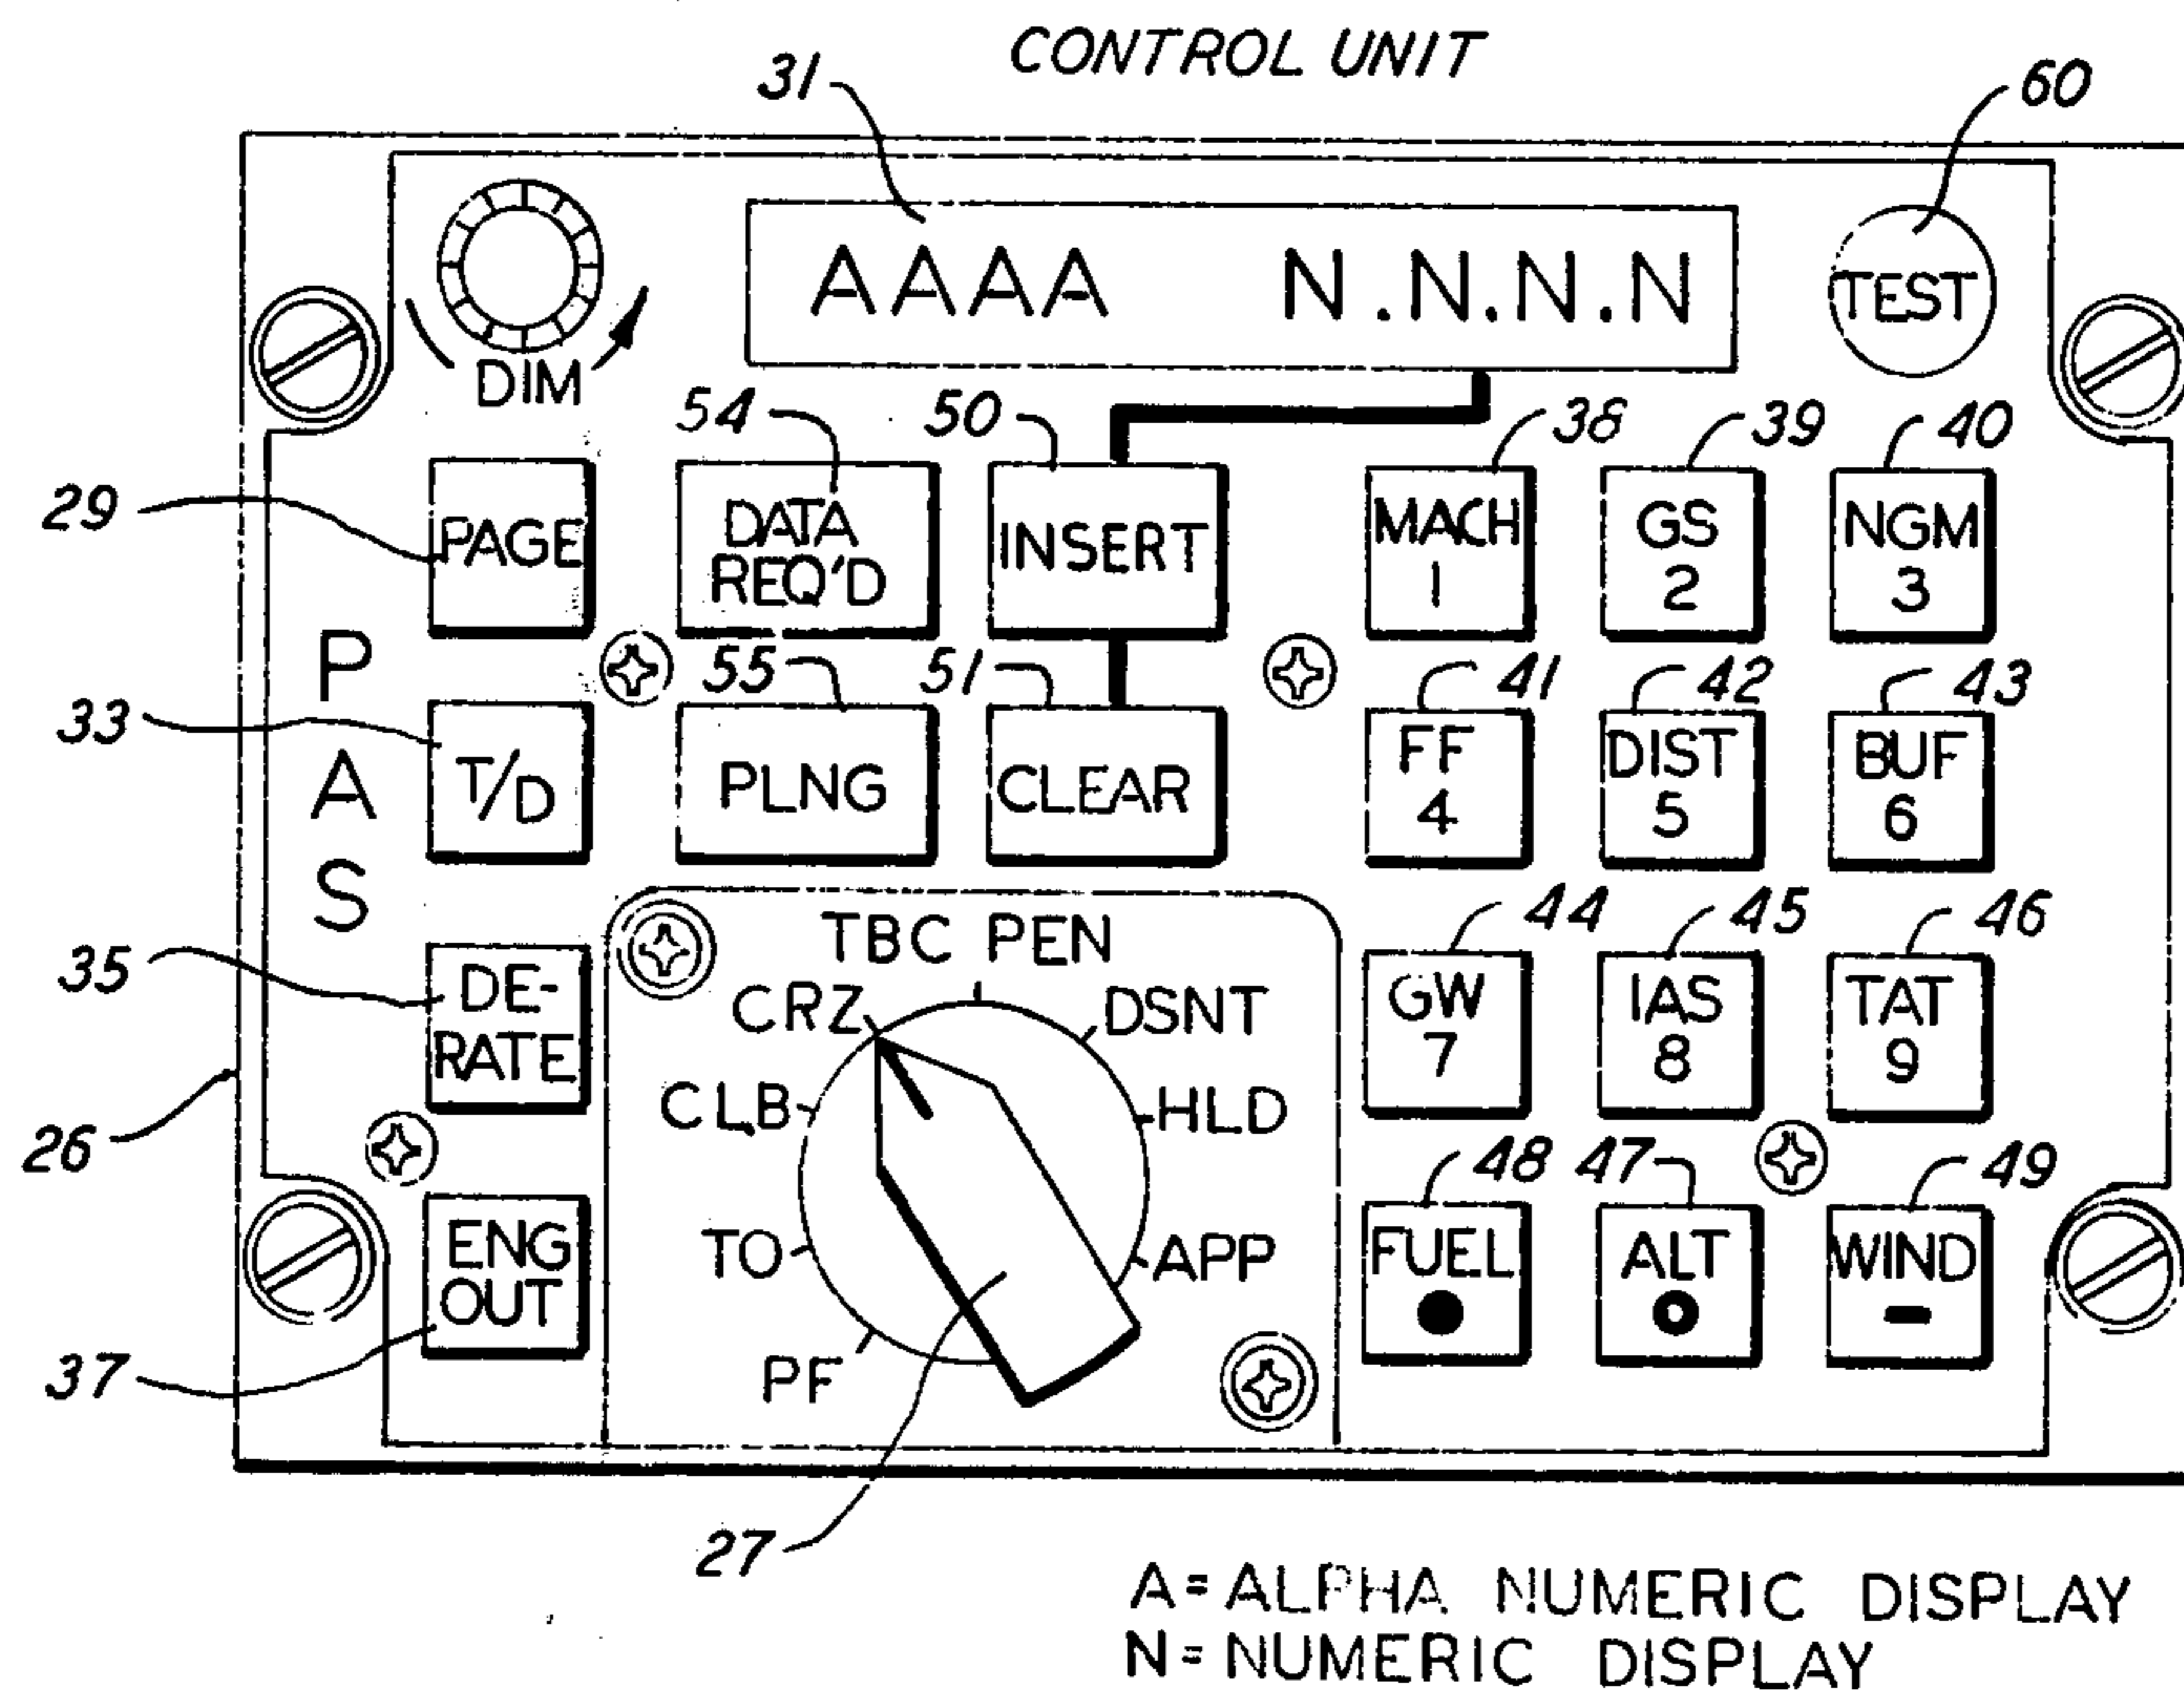 CONTROL UNIT
31
60
AAAA N.N.N.N
TEST
DIM
54
50
38
39
40
29
PAGE
DATA
REQ'D
INSERT
MACH
1
GS
2
NGM
3
P
A
S
55
51
41
42
43
33
T/D
PLNG
CLEAR
FF
4
DIST
5
BUF
6
44
45
46
35
DE-
RATE
TBC PEN
CRZ
DSNT
CLB
HLD
TO
APP
PF
GW
7
IAS
8
TAT
9
26
48
47
49
ENG
OUT
FUEL
●
ALT
0
WIND
-
37
27
A = ALPHA NUMERIC DISPLAY
N = NUMERIC DISPLAY